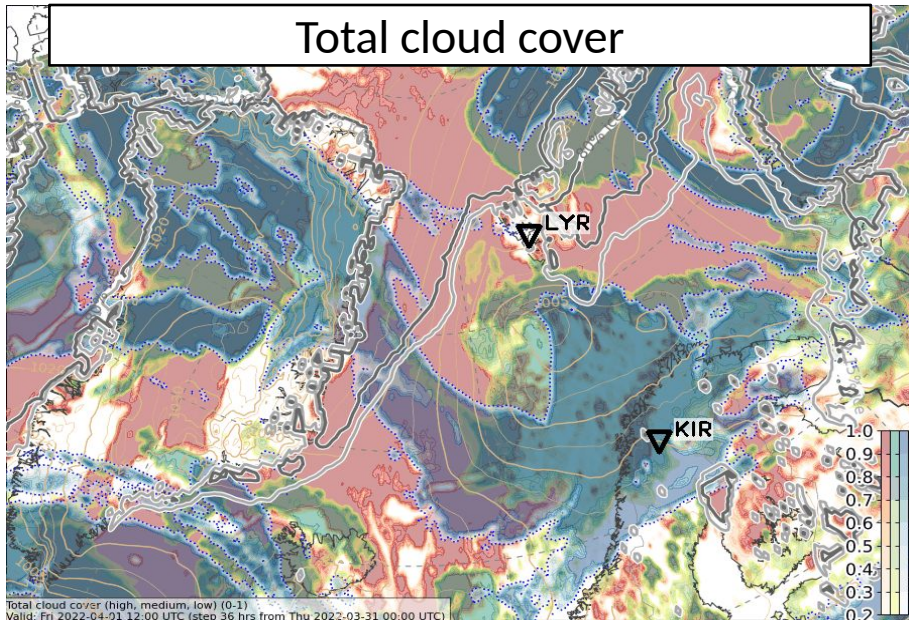 Total cloud cover
LYR
1020
KIR
1.0
0.9
0.8
0.7
0.6
0.5
0.4
0.3
0.2
Total cloud cover (high, medium, low) (0-1)
Valid: Fri 2022-04-01 12:00 UTC (step 36 hrs from Thu 2022-03-31 00:00 UTC)